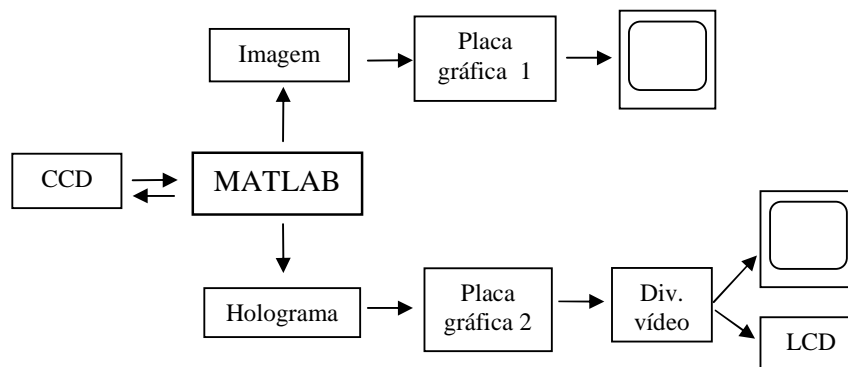 Imagem
Placa
gráfica 1
CCD
MATLAB
Holograma
Placa
gráfica 2
Div.
vídeo
LCD